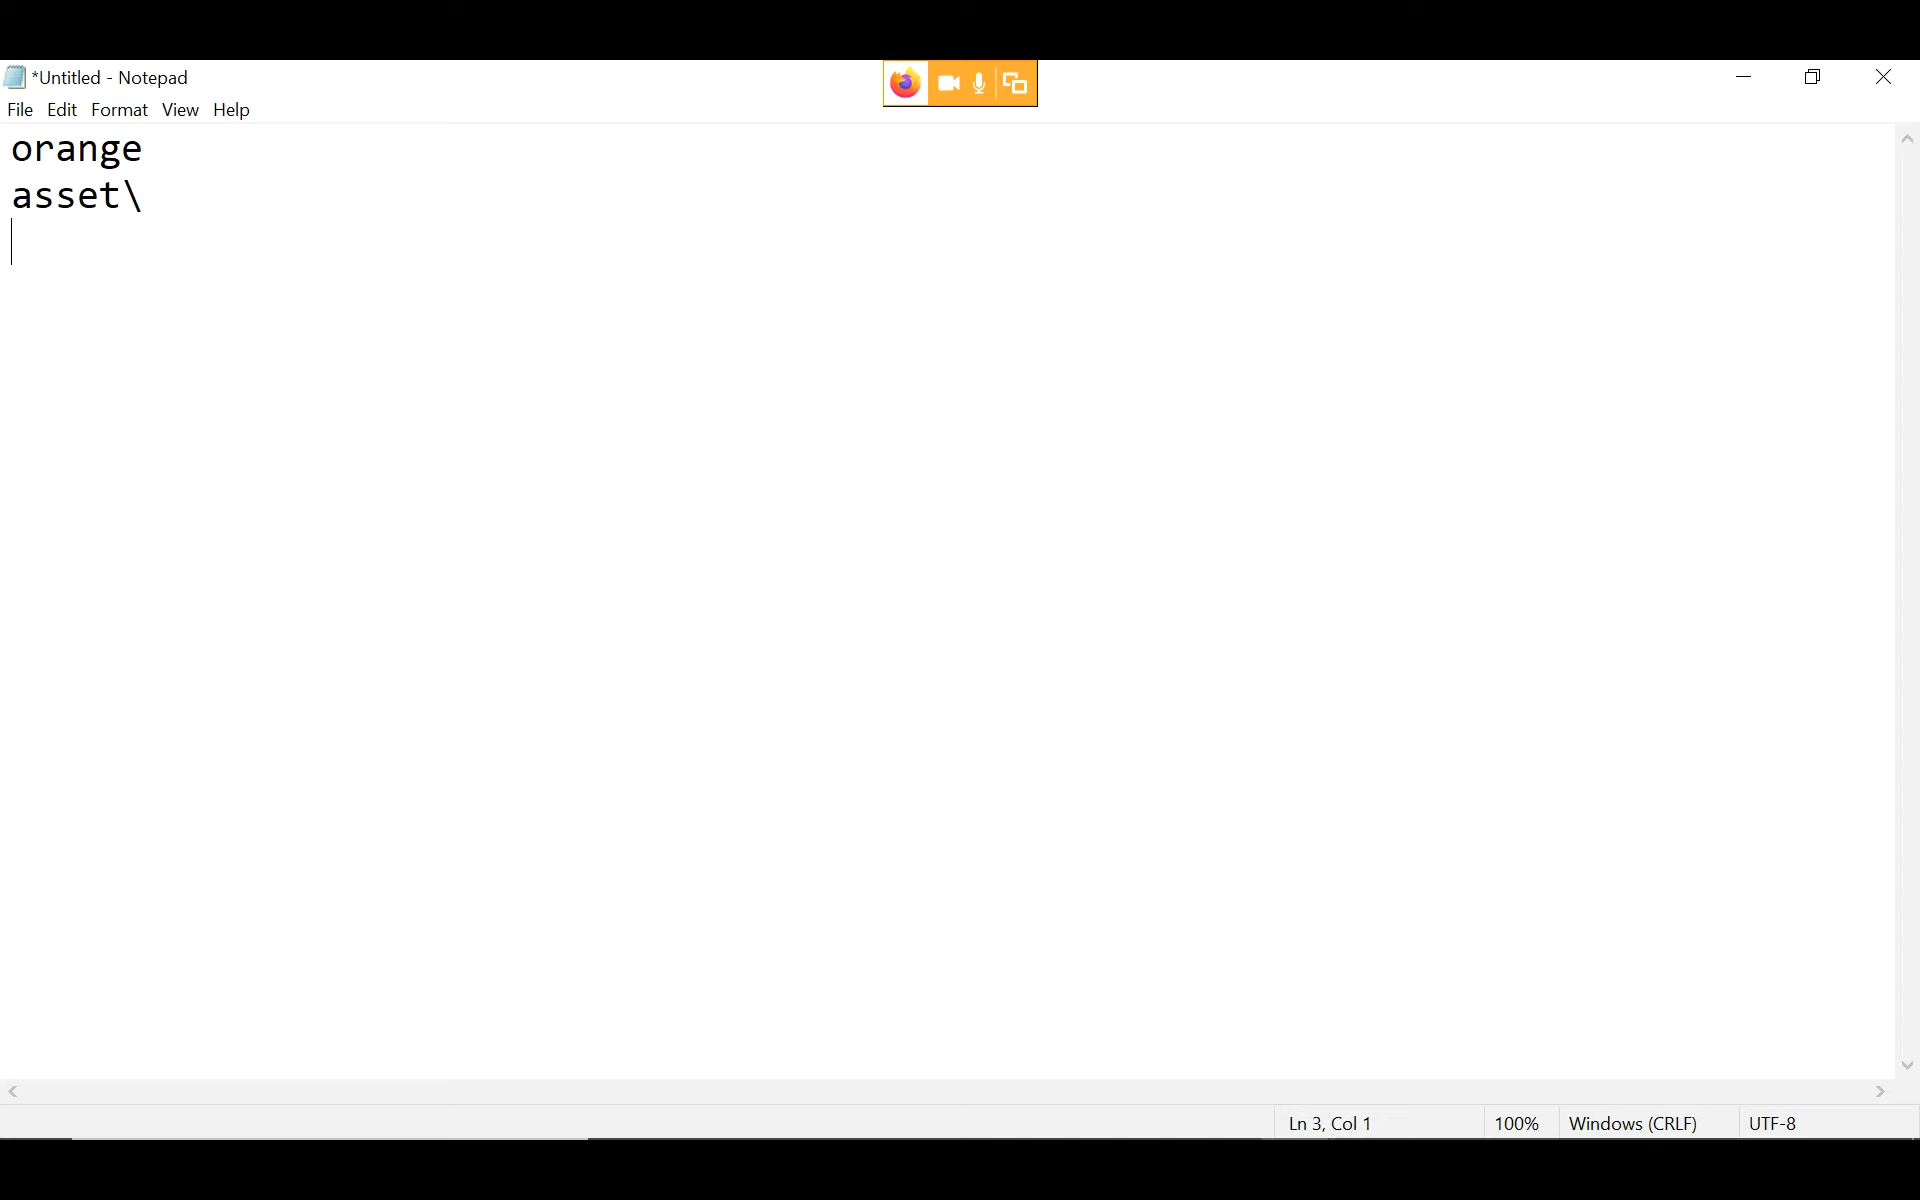 *Untitled - Notepad
File Edit Format View Help
orange
asset\
Ln 3, Col 1 100% Windows (CRLF) UTF-8